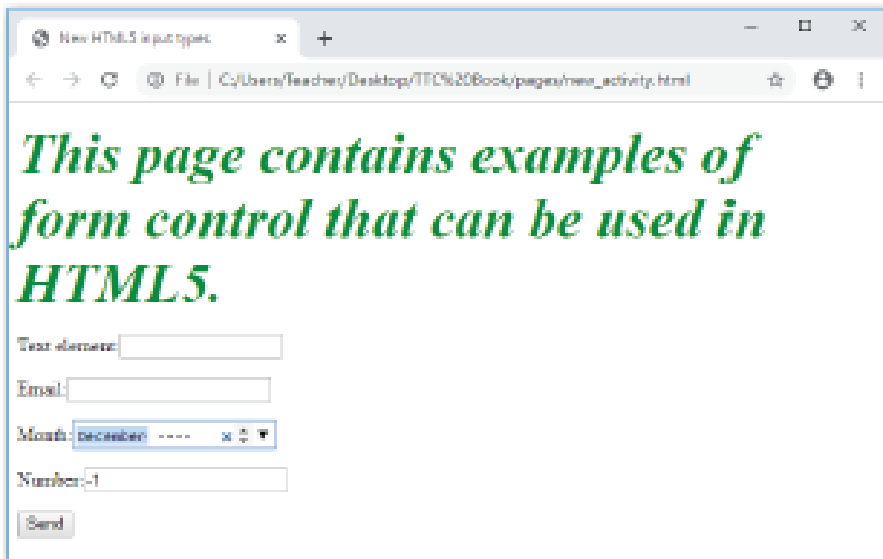 New HTML5 input types
File | C:/Users/Teacher/Desktop/TTC%20Book/pages/new_activity.html
This page contains examples of
form control that can be used in
HTML5.
Text element:
Email:
Month: December ----
Number: -1
Send